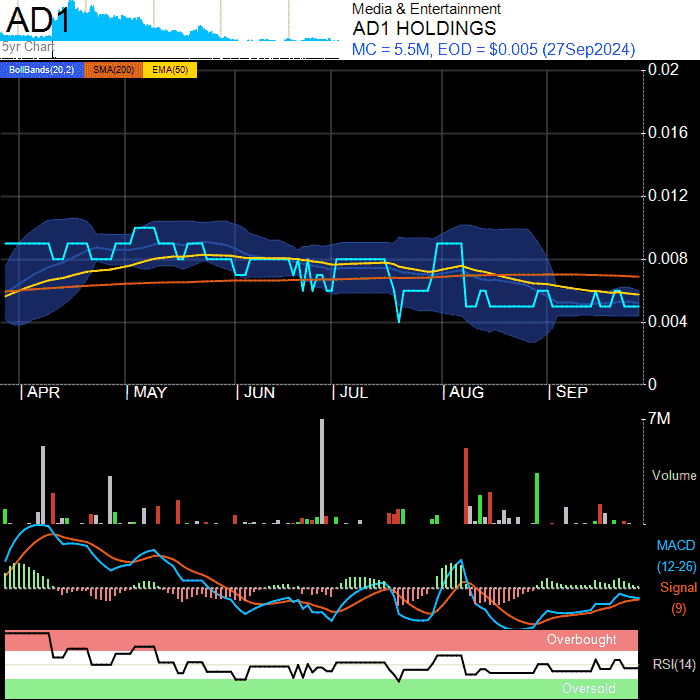 AD1
Media & Entertainment
AD1 HOLDINGS
5yr Chart
MC = 5.5M, EOD = $0.005 (27Sep2024)
BollBands(20,2) SMA(200) EMA(50)
0.02
0.016
0.012
0.008
0.004
0
| APR | MAY | JUN | JUL | AUG | SEP
7M
Volume
MACD
(12-26)
Signal
(9)
Overbought
RSI(14)
Oversold